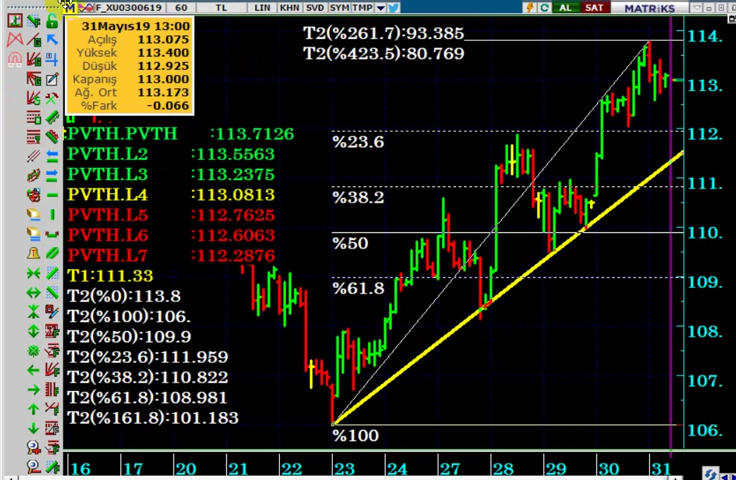 F_XU0300619 60 TL LIN KHN SVD SYM TMP AL SAT MATRİKS
31Mayıs19 13:00
Açılış 113.075
Yüksek 113.400
Düşük 112.925
Kapanış 113.000
Ağ. Ort 113.173
%Fark -0.066
T2(%261.7):93.385
T2(%423.5):80.769
PVTH.PVTH :113.7126
PVTH.L2 :113.5563
PVTH.L3 :113.2375
PVTH.L4 :113.0813
PVTH.L5 :112.7625
PVTH.L6 :112.6063
PVTH.L7 :112.2876
T1:111.33
T2(%0):113.8
T2(%100):106.
T2(%50):109.9
T2(%23.6):111.959
T2(%38.2):110.822
T2(%61.8):108.981
T2(%161.8):101.183
%23.6
%38.2
%50
%61.8
%100
114.
113.
112.
111.
110.
109.
108.
107.
106.
16 17 20 21 22 23 24 27 28 29 30 31